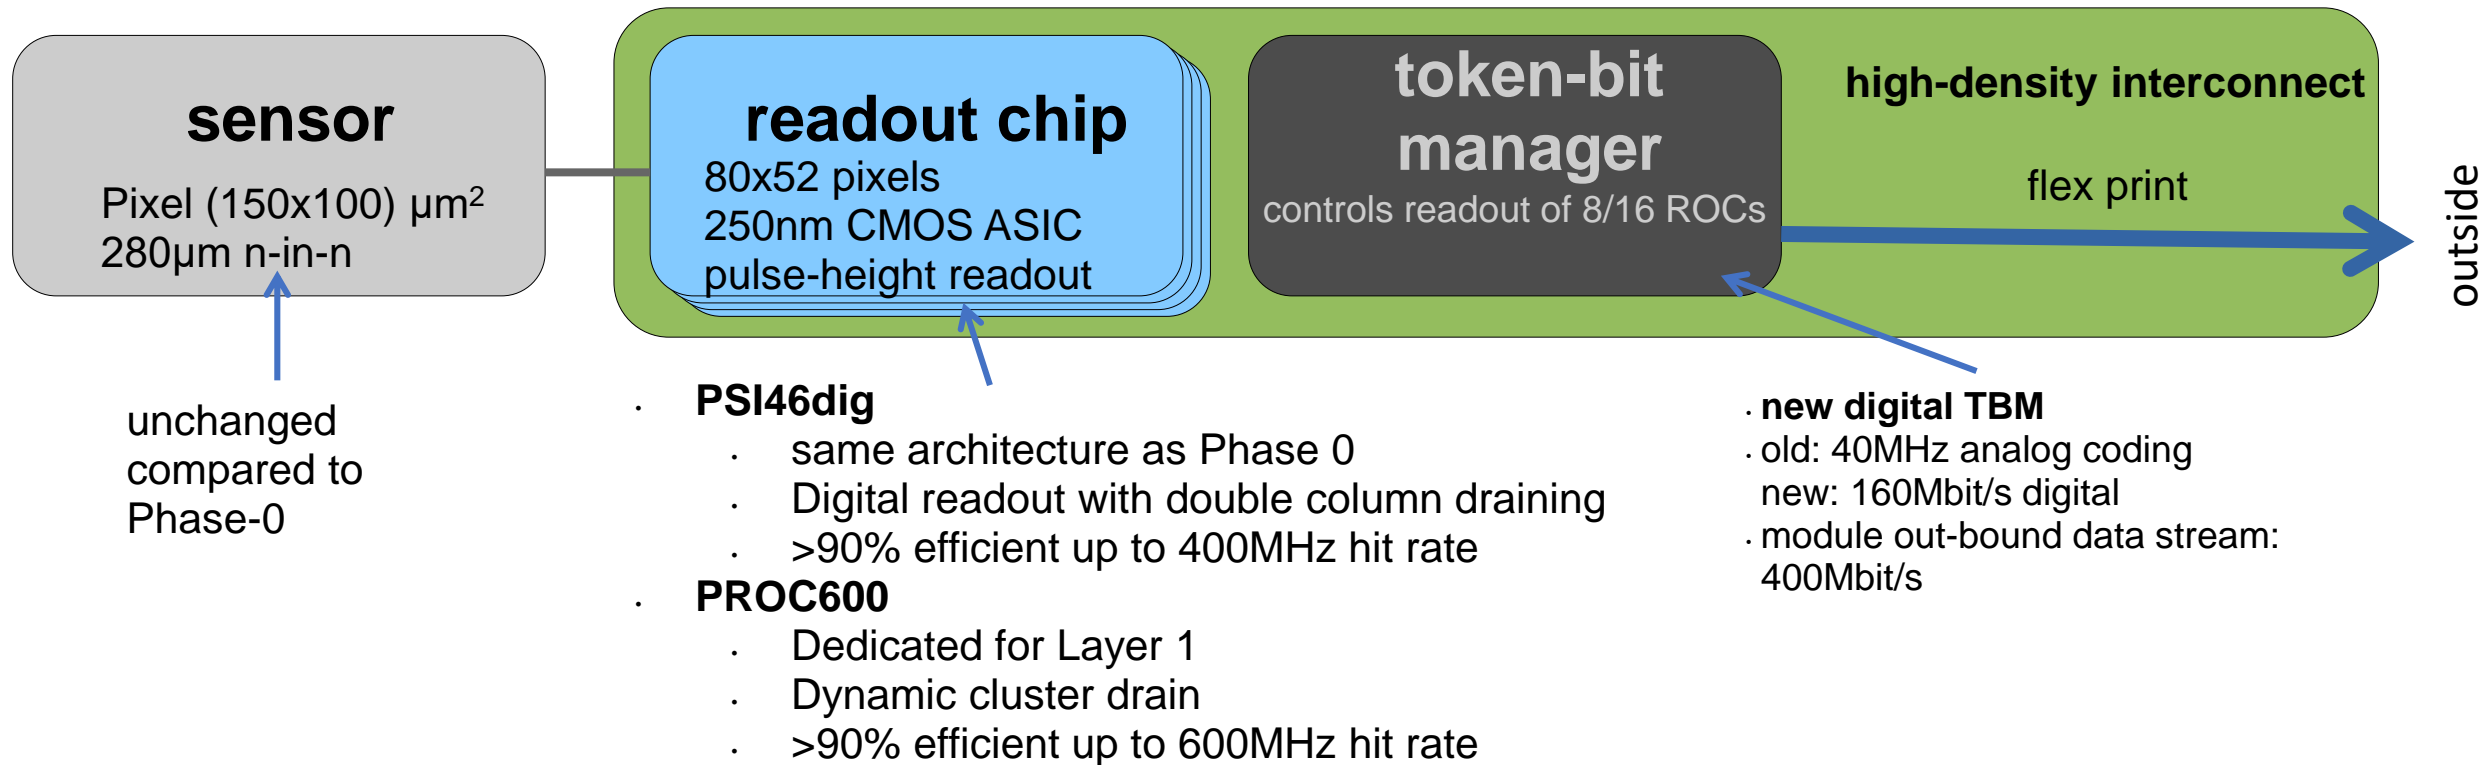 sensor
Pixel (150x100) µm²
280µm n-in-n
readout chip
80x52 pixels
250nm CMOS ASIC
pulse-height readout
token-bit
manager
controls readout of 8/16 ROCs
high-density interconnect
flex print
outside
unchanged
compared to
Phase-0
· PSI46dig
· same architecture as Phase 0
· Digital readout with double column draining
· >90% efficient up to 400MHz hit rate
· PROC600
· Dedicated for Layer 1
· Dynamic cluster drain
· >90% efficient up to 600MHz hit rate
· new digital TBM
· old: 40MHz analog coding
new: 160Mbit/s digital
· module out-bound data stream:
400Mbit/s